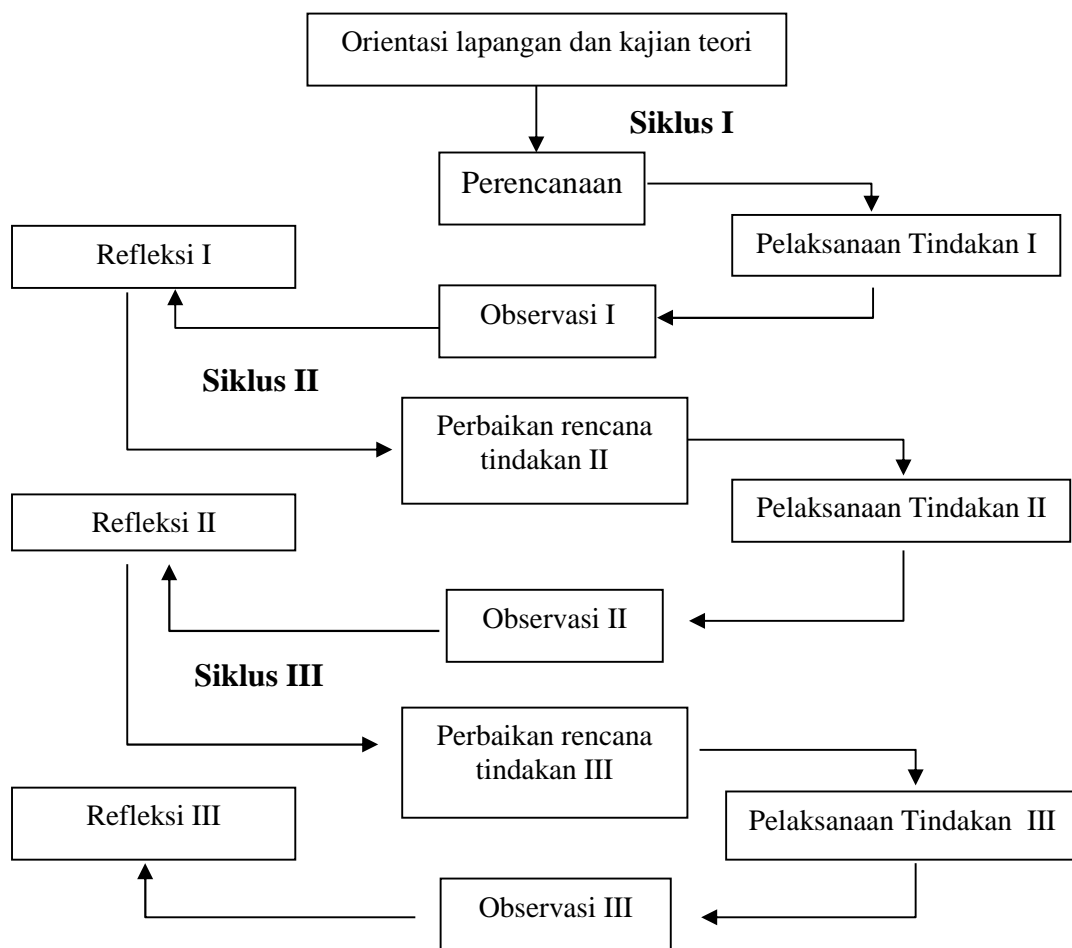 Orientasi lapangan dan kajian teori
Siklus I
Perencanaan
Pelaksanaan Tindakan I
Refleksi I
Observasi I
Siklus II
Perbaikan rencana
tindakan II
Pelaksanaan Tindakan II
Refleksi II
Observasi II
Siklus III
Perbaikan rencana
tindakan III
Pelaksanaan Tindakan  III
Refleksi III
Observasi III